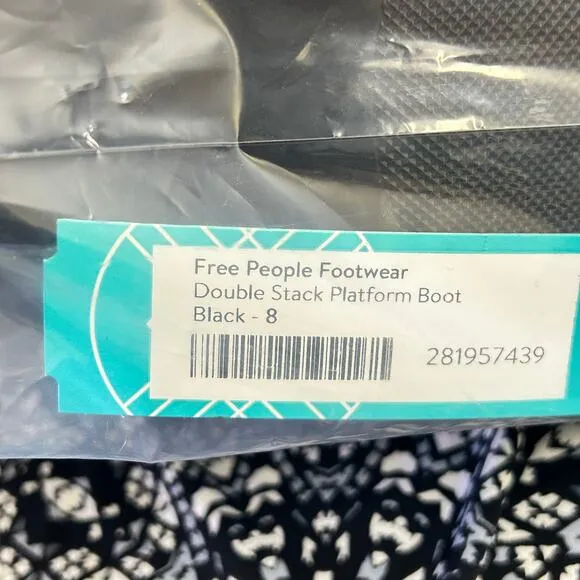 Free People Footwear
Double Stack Platform Boot
Black - 8
281957439